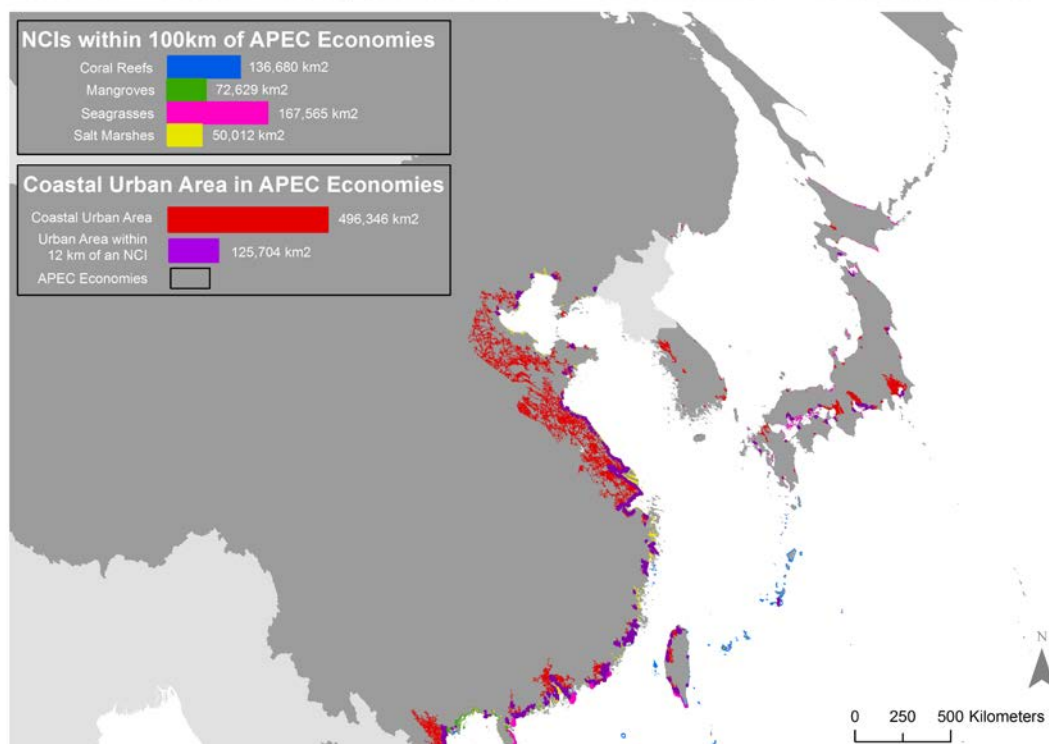 NCIs within 100km of APEC Economies
Coral Reefs 136,680 km2
Mangroves 72,629 km2
Seagrasses 167,565 km2
Salt Marshes 50,012 km2
Coastal Urban Area in APEC Economies
Coastal Urban Area 496,346 km2
Urban Area within
12 km of an NCI 125,704 km2
APEC Economies
N
0 250 500 Kilometers